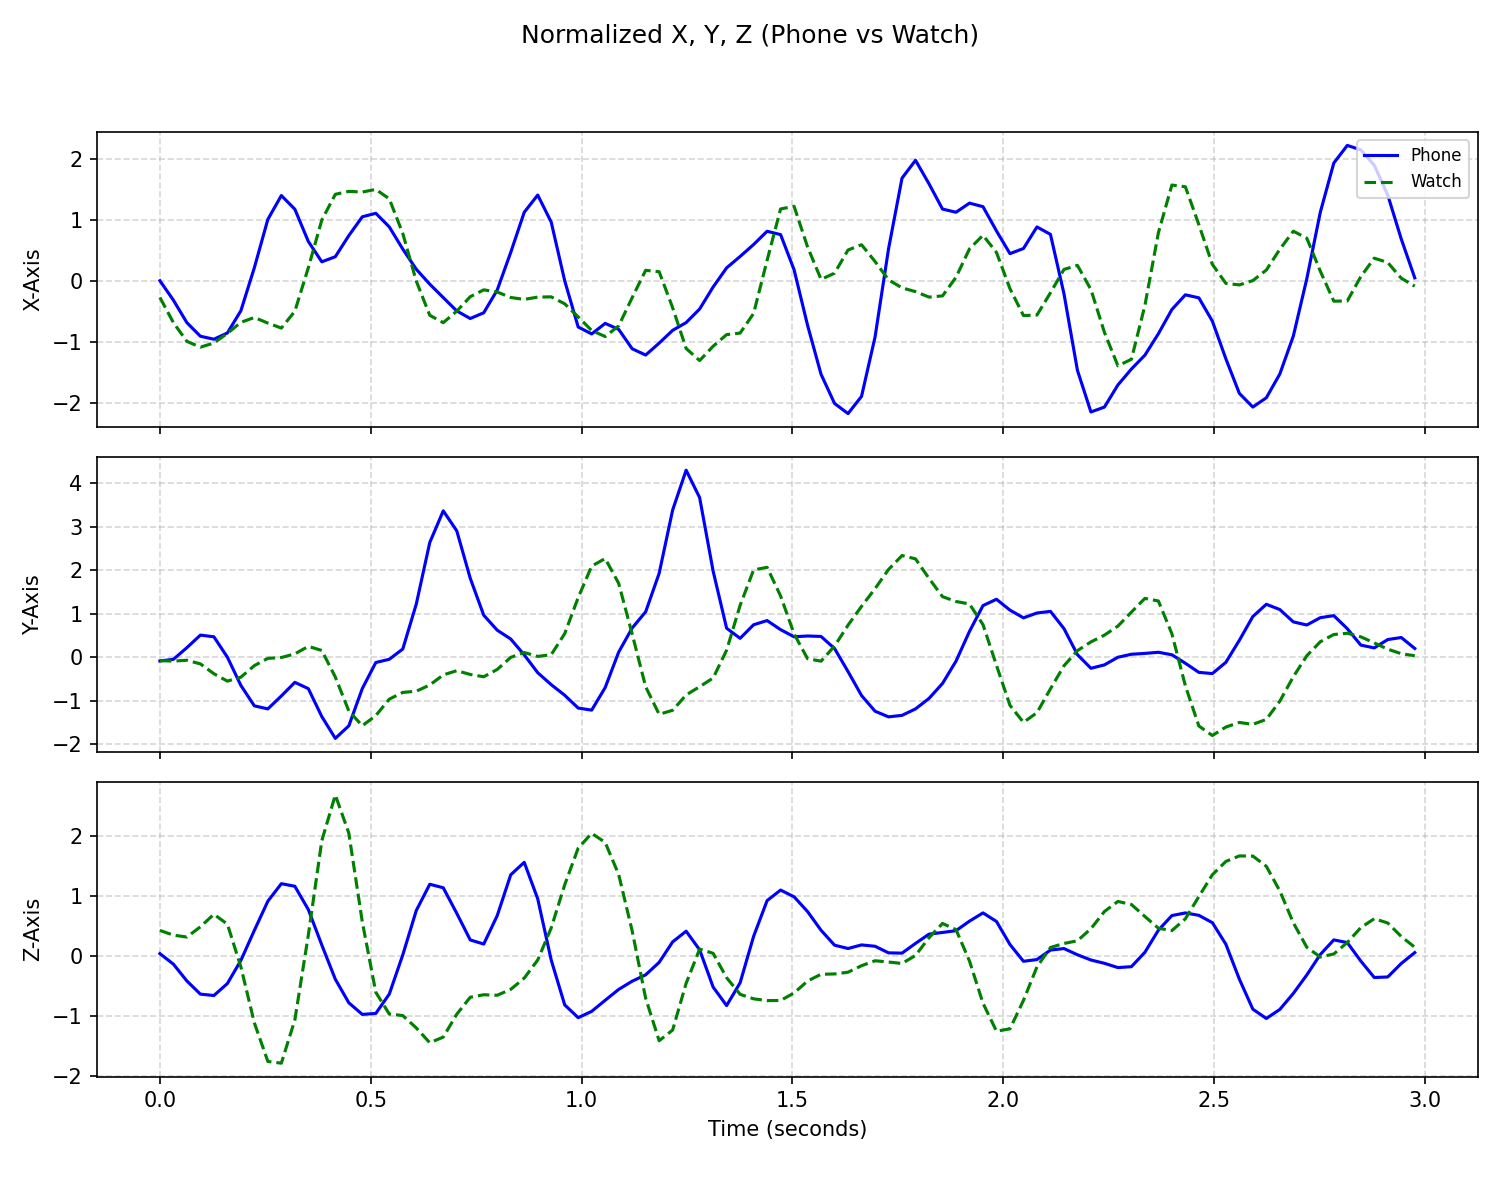 Normalized X, Y, Z (Phone vs Watch)
2
1
0
−1
−2
X-Axis
Phone
Watch
4
3
2
1
0
−1
−2
Y-Axis
2
1
0
−1
−2
Z-Axis
0.0 0.5 1.0 1.5 2.0 2.5 3.0
Time (seconds)